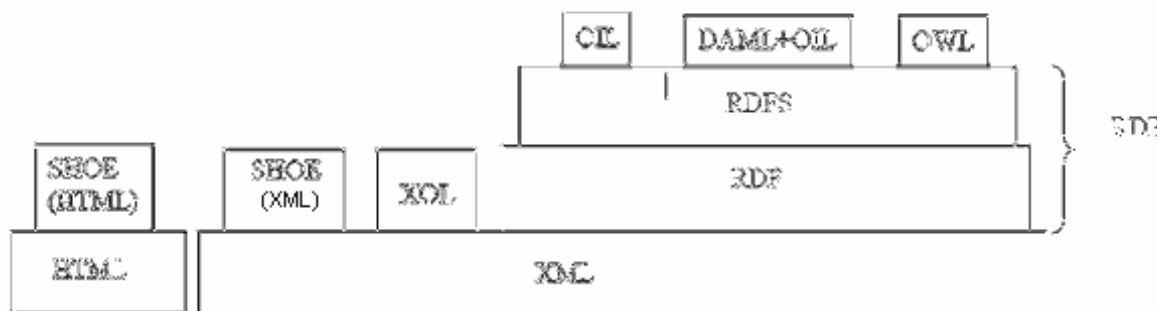 OIL DAML+OIL OWL
RDFS
SHOE
(HTML)
SHOE
(XML)
XOL
RDF
HTML
XML